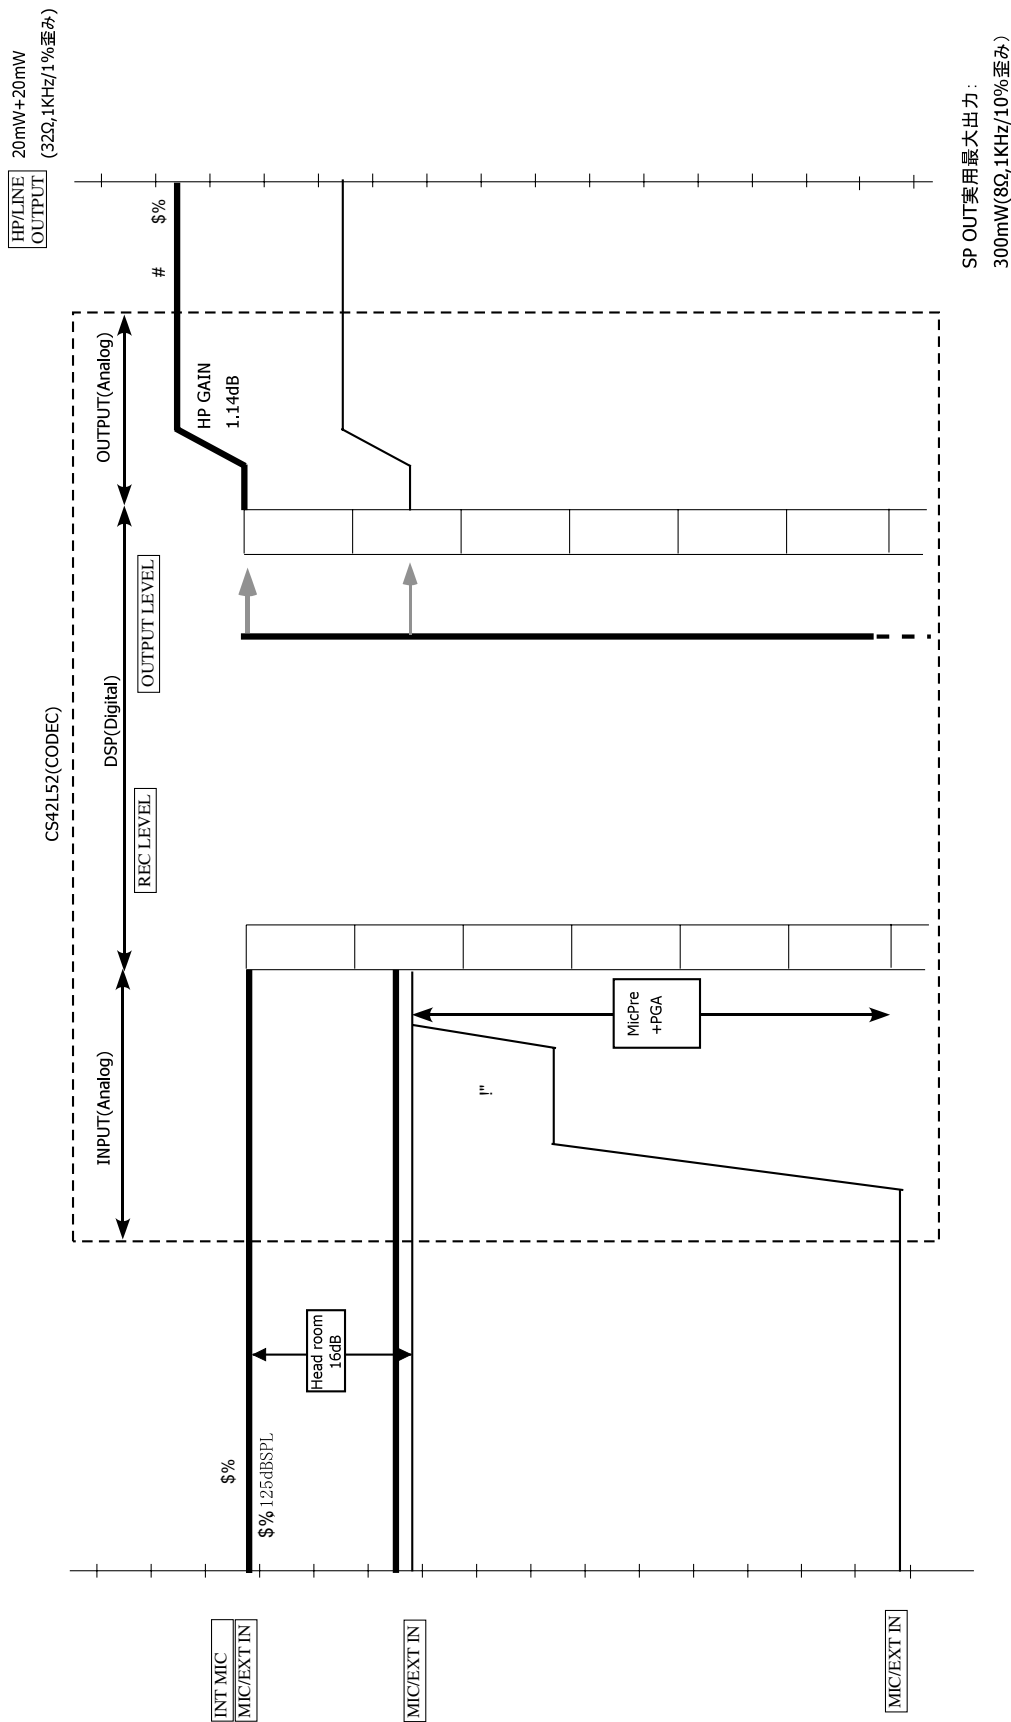 HP/LINE
OUTPUT
20mW+20mW
(32Ω,1KHz/1%歪み)
CS42L52(CODEC)
INPUT(Analog)
DSP(Digital)
OUTPUT(Analog)
REC LEVEL
OUTPUT LEVEL
#
$%
HP GAIN
1.14dB
INT MIC
MIC/EXT IN
$%
$% 125dBSPL
Head room
16dB
MIC/EXT IN
!"
MicPre
+PGA
MIC/EXT IN
SP OUT実用最大出力:
300mW(8Ω,1KHz/10%歪み)